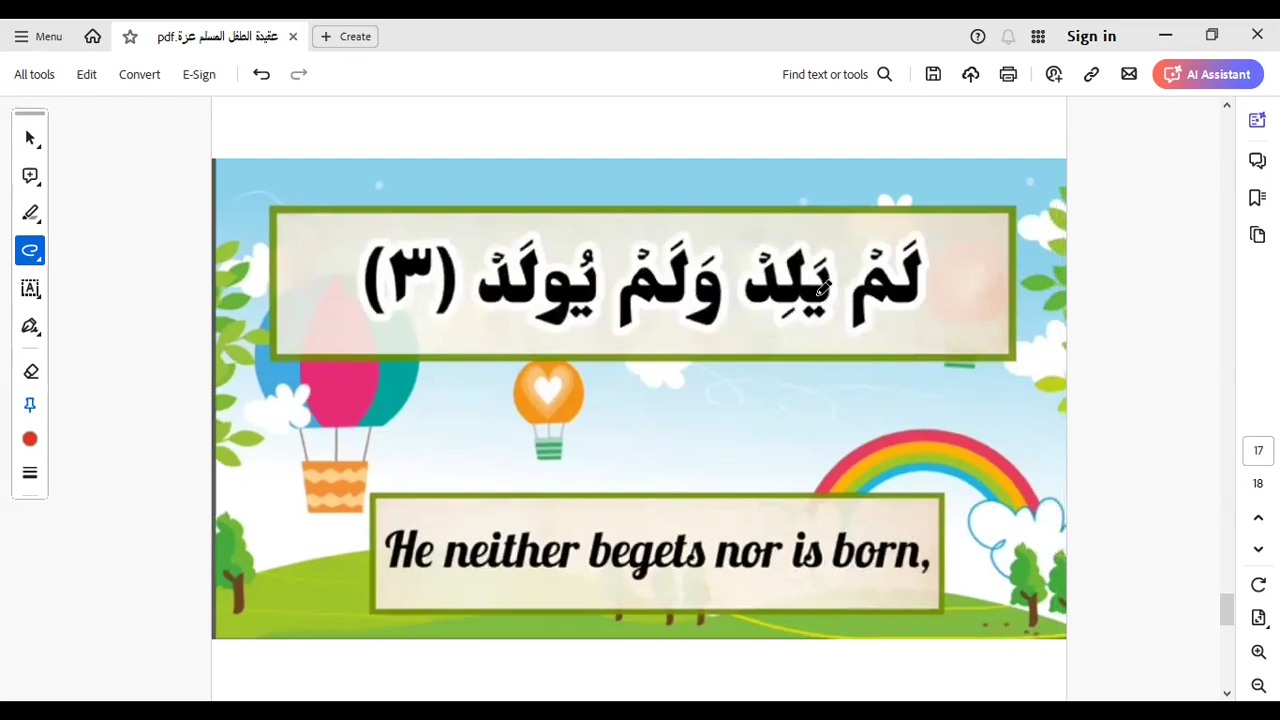 Menu
عقيدة الطفل المسلم عزة.pdf
Create
Sign in
All tools
Edit
Convert
E-Sign
Find text or tools
AI Assistant
لَمْ يَلِدْ وَلَمْ يُولَدْ (٣)
He neither begets nor is born,
17
18